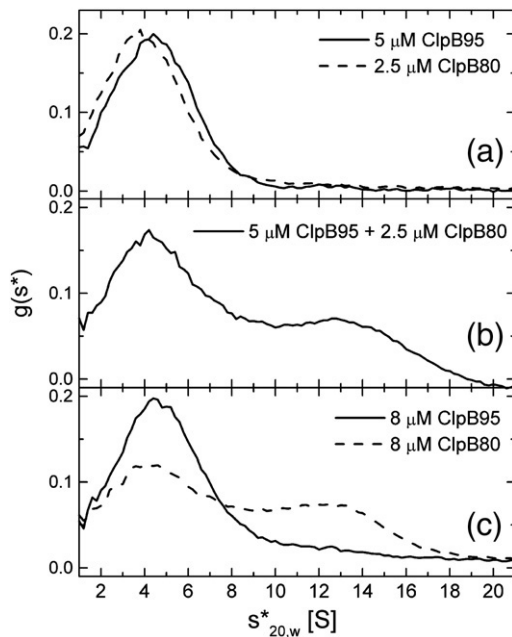 0.2
0.1
0.0
5 μM ClpB95
2.5 μM ClpB80
(a)
0.2
0.1
0.0
5 μM ClpB95 + 2.5 μM ClpB80
(b)
g(s*)
0.2
0.1
0.0
8 μM ClpB95
8 μM ClpB80
(c)
2 4 6 8 10 12 14 16 18 20
s*20,w [S]